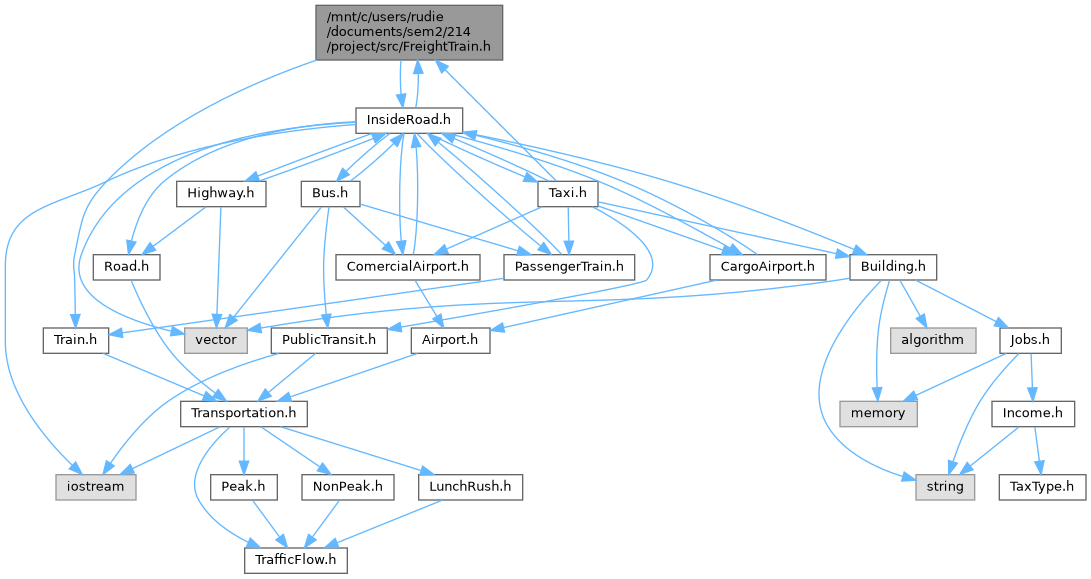 /mnt/c/users/rudie
/documents/sem2/214
/project/src/FreightTrain.h
InsideRoad.h
Highway.h
Bus.h
Taxi.h
Road.h
ComercialAirport.h
PassengerTrain.h
CargoAirport.h
Building.h
Train.h
vector
PublicTransit.h
Airport.h
algorithm
Jobs.h
Transportation.h
memory
Income.h
iostream
Peak.h
NonPeak.h
LunchRush.h
string
TaxType.h
TrafficFlow.h